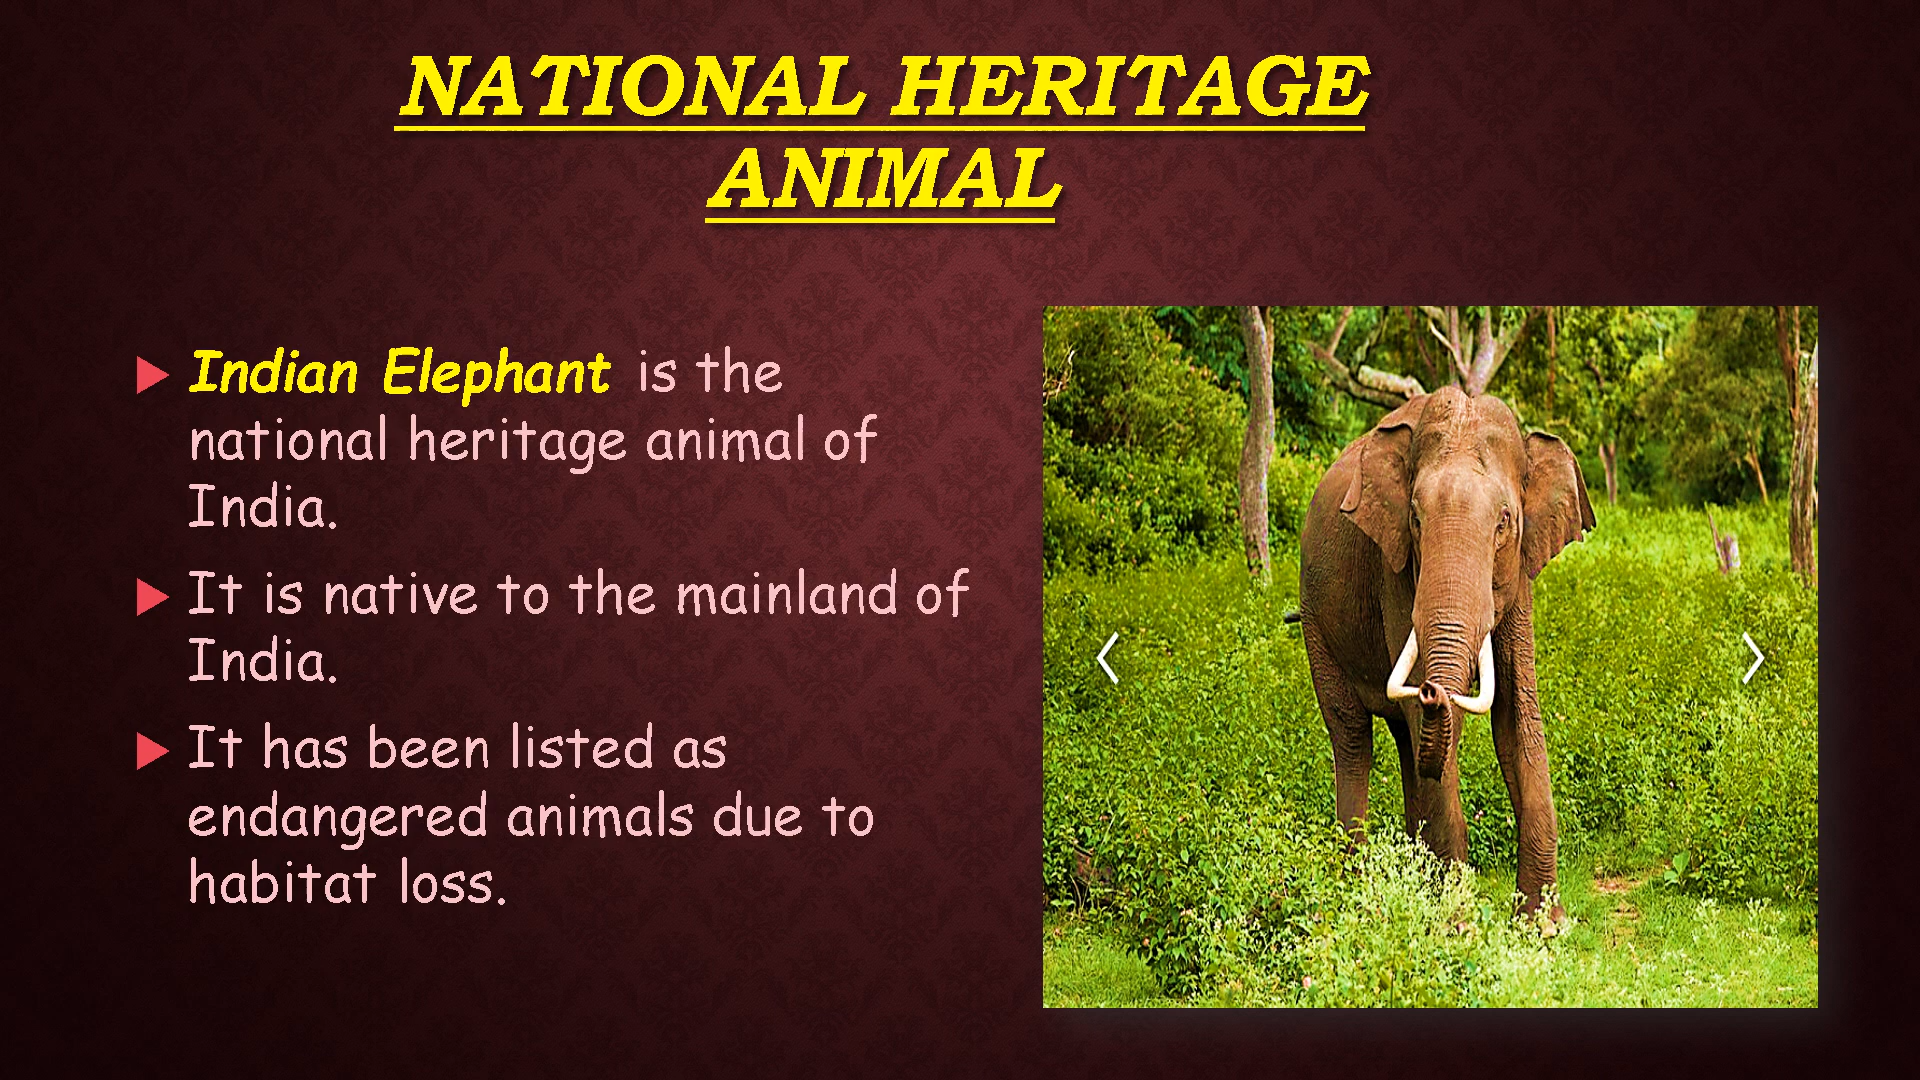 NATIONAL HERITAGE
ANIMAL
Indian Elephant is the
national heritage animal of
India.
It is native to the mainland of
India.
It has been listed as
endangered animals due to
habitat loss.